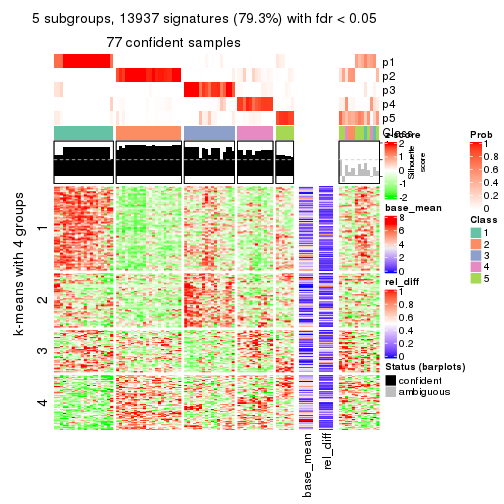 5 subgroups, 13937 signatures (79.3%) with fdr < 0.05
77 confident samples
p1
p2
p3
p4
p5
Class
Silhouette
score
k-means with 4 groups
1
2
3
4
base_mean
rel_diff
z-score
2
1
0
-1
-2
base_mean
8
6
4
2
0
rel_diff
1
0.8
0.6
0.4
0.2
0
Status (barplots)
confident
ambiguous
Prob
1
0.8
0.6
0.4
0.2
0
Class
1
2
3
4
5